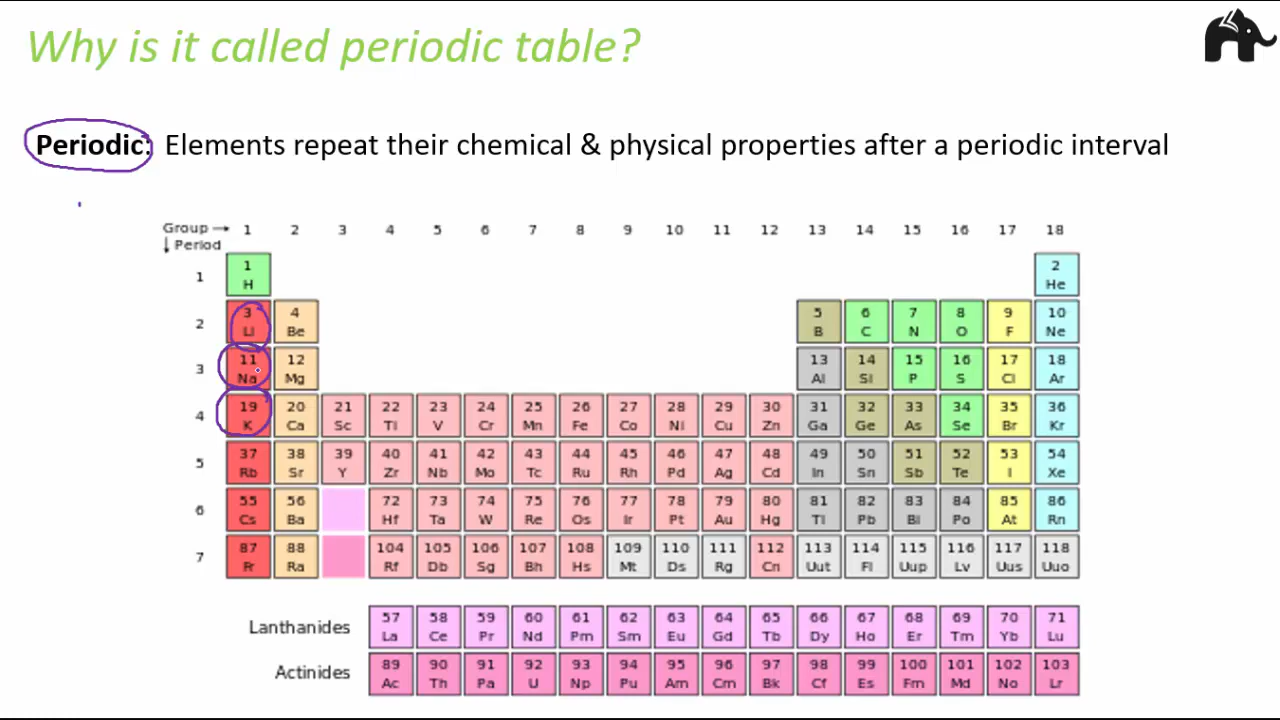 Why is it called periodic table?
Periodic: Elements repeat their chemical & physical properties after a periodic interval
Group → 1 2 3 4 5 6 7 8 9 10 11 12 13 14 15 16 17 18
↓ Period
1 1 2
H He
2 3 4 5 6 7 8 9 10
Li Be B C N O F Ne
3 11 12 13 14 15 16 17 18
Na Mg Al Si P S Cl Ar
4 19 20 21 22 23 24 25 26 27 28 29 30 31 32 33 34 35 36
K Ca Sc Ti V Cr Mn Fe Co Ni Cu Zn Ga Ge As Se Br Kr
5 37 38 39 40 41 42 43 44 45 46 47 48 49 50 51 52 53 54
Rb Sr Y Zr Nb Mo Tc Ru Rh Pd Ag Cd In Sn Sb Te I Xe
6 55 56 72 73 74 75 76 77 78 79 80 81 82 83 84 85 86
Cs Ba Hf Ta W Re Os Ir Pt Au Hg Tl Pb Bi Po At Rn
7 87 88 104 105 106 107 108 109 110 111 112 113 114 115 116 117 118
Fr Ra Rf Db Sg Bh Hs Mt Ds Rg Cn Uut Fl Uup Lv Uus Uuo
Lanthanides 57 58 59 60 61 62 63 64 65 66 67 68 69 70 71
La Ce Pr Nd Pm Sm Eu Gd Tb Dy Ho Er Tm Yb Lu
Actinides 89 90 91 92 93 94 95 96 97 98 99 100 101 102 103
Ac Th Pa U Np Pu Am Cm Bk Cf Es Fm Md No Lr